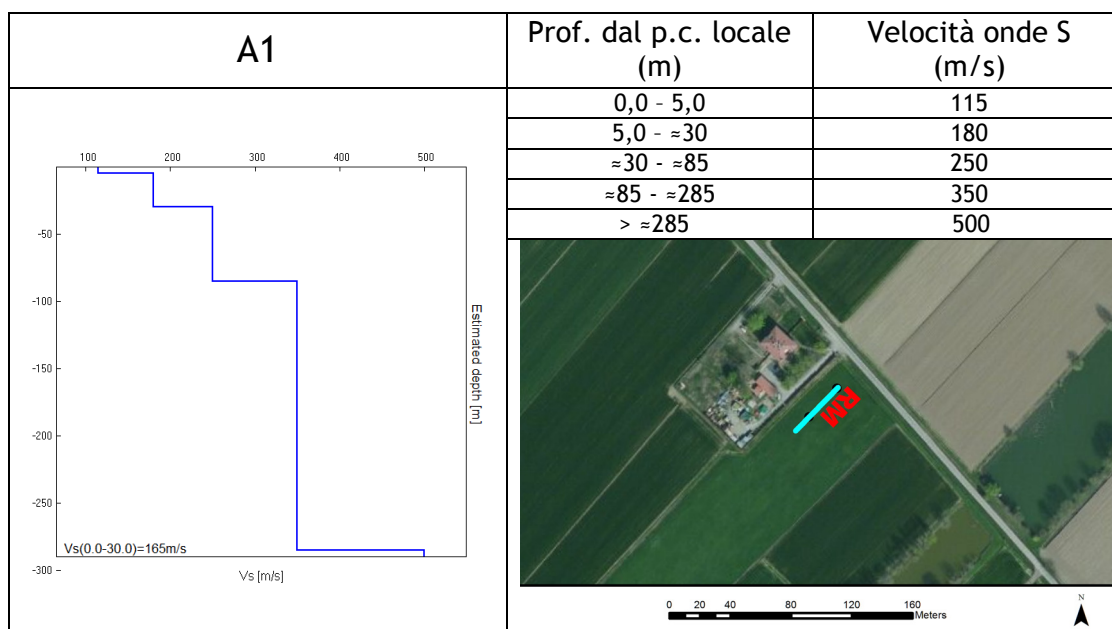 A1
Prof. dal p.c. locale
(m)
Velocità onde S
(m/s)
0,0 – 5,0 115
5,0 – ≈30 180
≈30 - ≈85 250
≈85 - ≈285 350
> ≈285 500
100 200 300 400 500
-50
-100
-150
-200
-250
-300
Estimated depth [m]
Vs(0.0-30.0)=165m/s
Vs [m/s]
RM
0 20 40 80 120 160
Meters
N